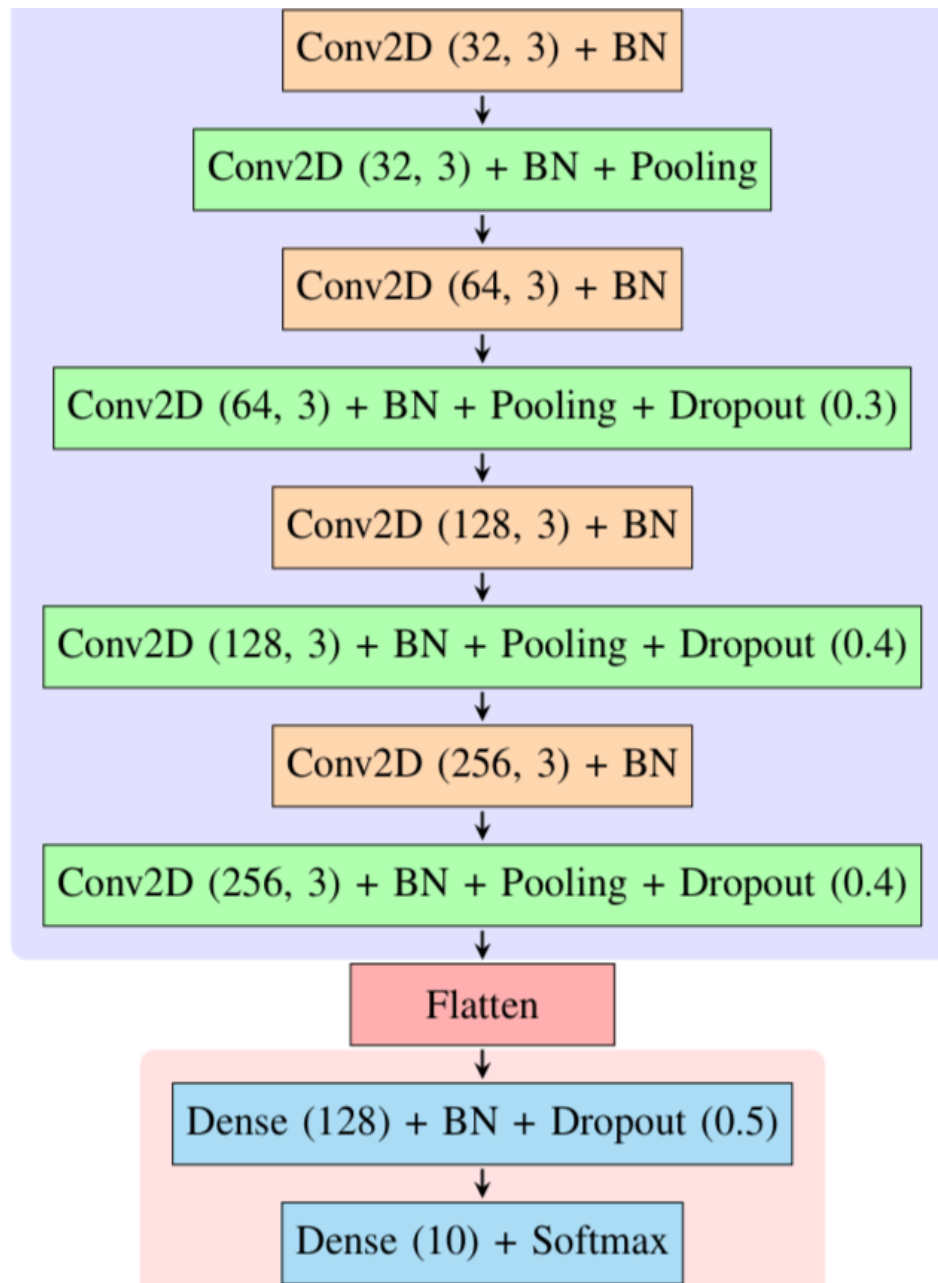 Conv2D (32, 3) + BN
Conv2D (32, 3) + BN + Pooling
Conv2D (64, 3) + BN
Conv2D (64, 3) + BN + Pooling + Dropout (0.3)
Conv2D (128, 3) + BN
Conv2D (128, 3) + BN + Pooling + Dropout (0.4)
Conv2D (256, 3) + BN
Conv2D (256, 3) + BN + Pooling + Dropout (0.4)
Flatten
Dense (128) + BN + Dropout (0.5)
Dense (10) + Softmax